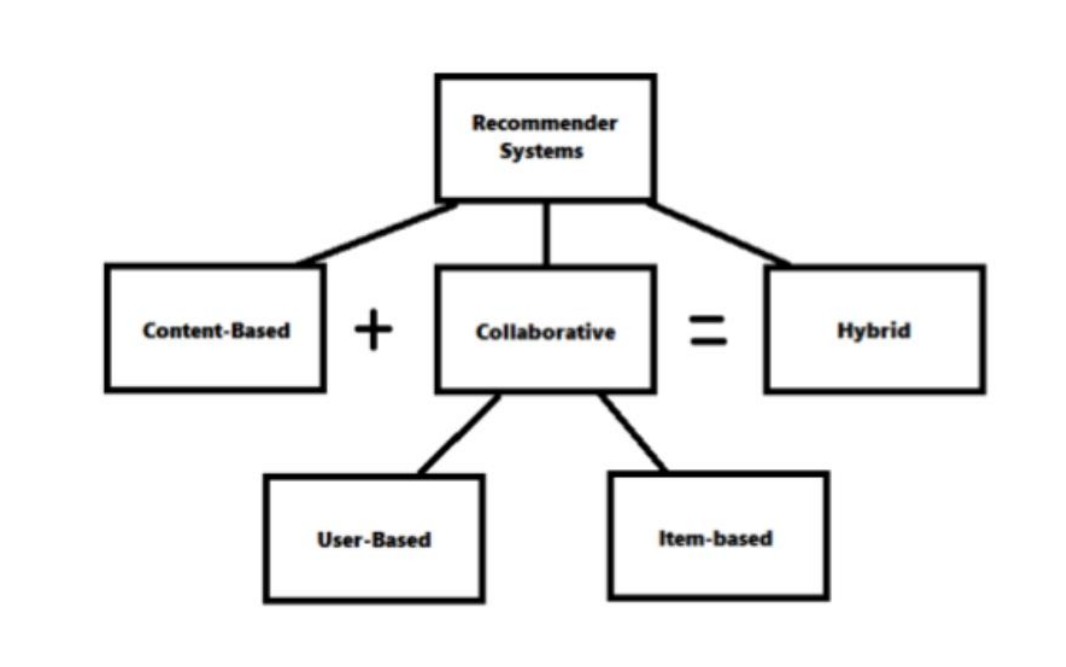 Recommender
Systems
Content-Based + Collaborative = Hybrid
User-Based
Item-based